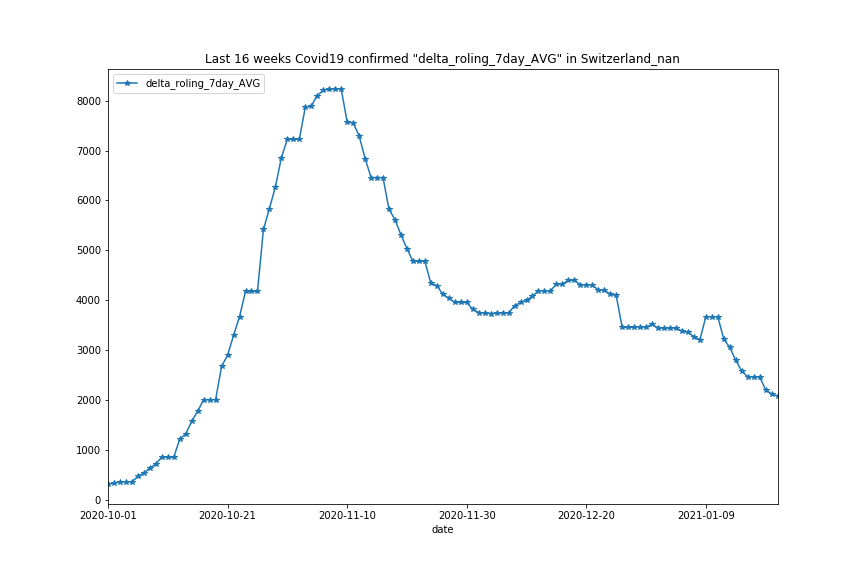 Last 16 weeks Covid19 confirmed "delta_roling_7day_AVG" in Switzerland_nan
delta_roling_7day_AVG
8000
7000
6000
5000
4000
3000
2000
1000
0
2020-10-01 2020-10-21 2020-11-10 2020-11-30 2020-12-20 2021-01-09
date